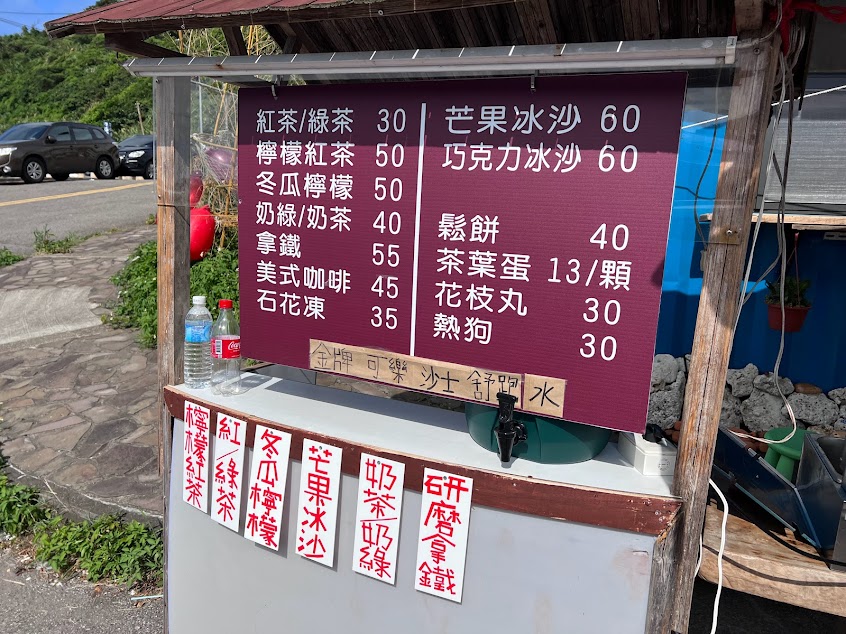 紅茶/綠茶 30
檸檬紅茶 50
冬瓜檸檬 50
奶綠/奶茶 40
拿鐵 55
美式咖啡 45
石花凍 35
芒果冰沙 60
巧克力冰沙 60
鬆餅 40
茶葉蛋 13/顆
花枝丸 30
熱狗 30
金牌 可樂 沙士 舒跑 水
檸檬紅茶
紅/綠茶
冬瓜檸檬
芒果冰沙
奶茶/奶綠
研磨拿鐵